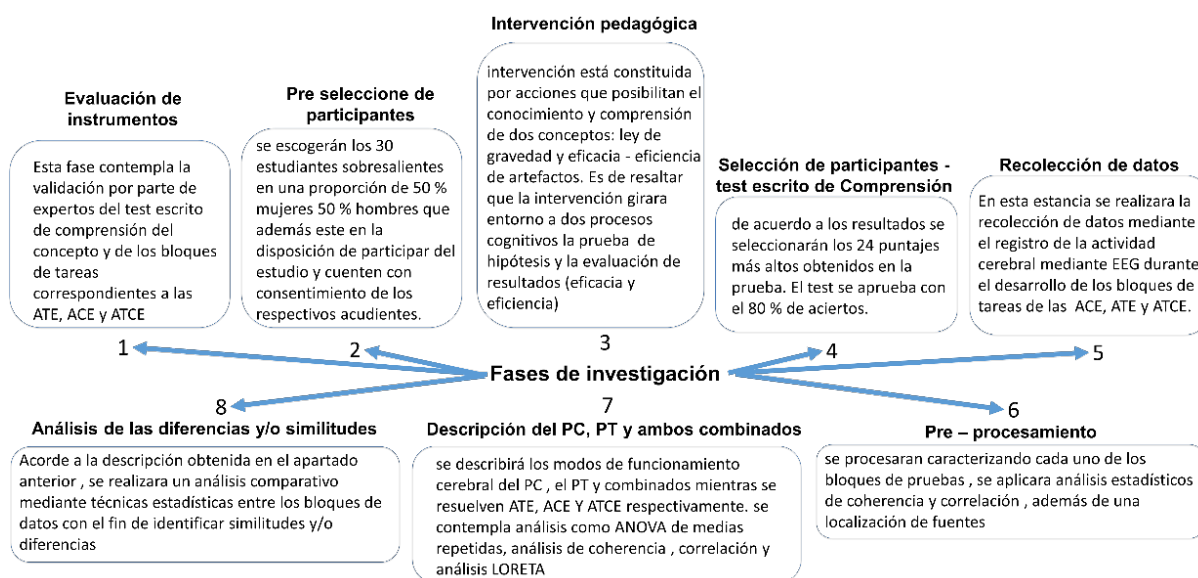 Evaluación de
instrumentos
Esta fase contempla la
validación por parte de
expertos del test escrito
de comprensión del
concepto y de los bloques
de tareas
correspondientes a las
ATE, ACE y ATCE
1
Pre seleccione de
participantes
se escogerán los 30
estudiantes sobresalientes
en una proporción de 50 %
mujeres 50 % hombres que
además este en la
disposición de participar del
estudio y cuenten con
consentimiento de los
respectivos acudientes.
2
Intervención pedagógica
intervención está constituida
por acciones que posibilitan el
conocimiento y comprensión
de dos conceptos: ley de
gravedad y eficacia - eficiencia
de artefactos. Es de resaltar
que la intervención girara
entorno a dos procesos
cognitivos la prueba de
hipótesis y la evaluación de
resultados (eficacia y
eficiencia)
3
Selección de participantes -
test escrito de Comprensión
de acuerdo a los resultados se
seleccionarán los 24 puntajes
más altos obtenidos en la
prueba. El test se aprueba con
el 80 % de aciertos.
4
Recolección de datos
En esta estancia se realizara la
recolección de datos mediante
el registro de la actividad
cerebral mediante EEG durante
el desarrollo de los bloques de
tareas de las ACE, ATE y ATCE.
5
Fases de investigación
6
Pre – procesamiento
se procesaran caracterizando cada uno de los
bloques de pruebas , se aplicara análisis estadísticos
de coherencia y correlación , además de una
localización de fuentes
7
Descripción del PC, PT y ambos combinados
se describirá los modos de funcionamiento
cerebral del PC , el PT y combinados mientras se
resuelven ATE, ACE Y ATCE respectivamente. se
contempla análisis como ANOVA de medias
repetidas, análisis de coherencia , correlación y
análisis LORETA
8
Análisis de las diferencias y/o similitudes
Acorde a la descripción obtenida en el apartado
anterior , se realizara un análisis comparativo
mediante técnicas estadísticas entre los bloques de
datos con el fin de identificar similitudes y/o
diferencias